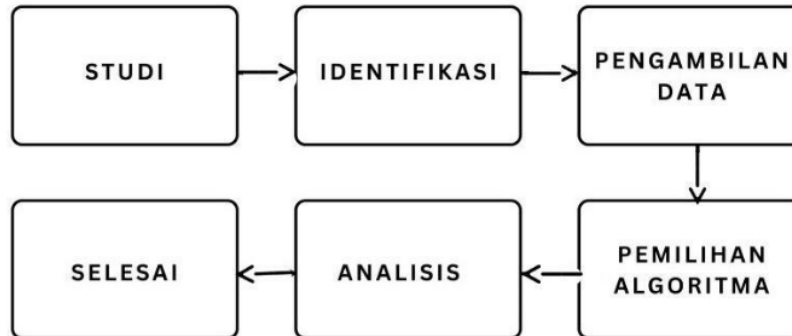 STUDI
IDENTIFIKASI
PENGAMBILAN
DATA
PEMILIHAN
ALGORITMA
ANALISIS
SELESAI